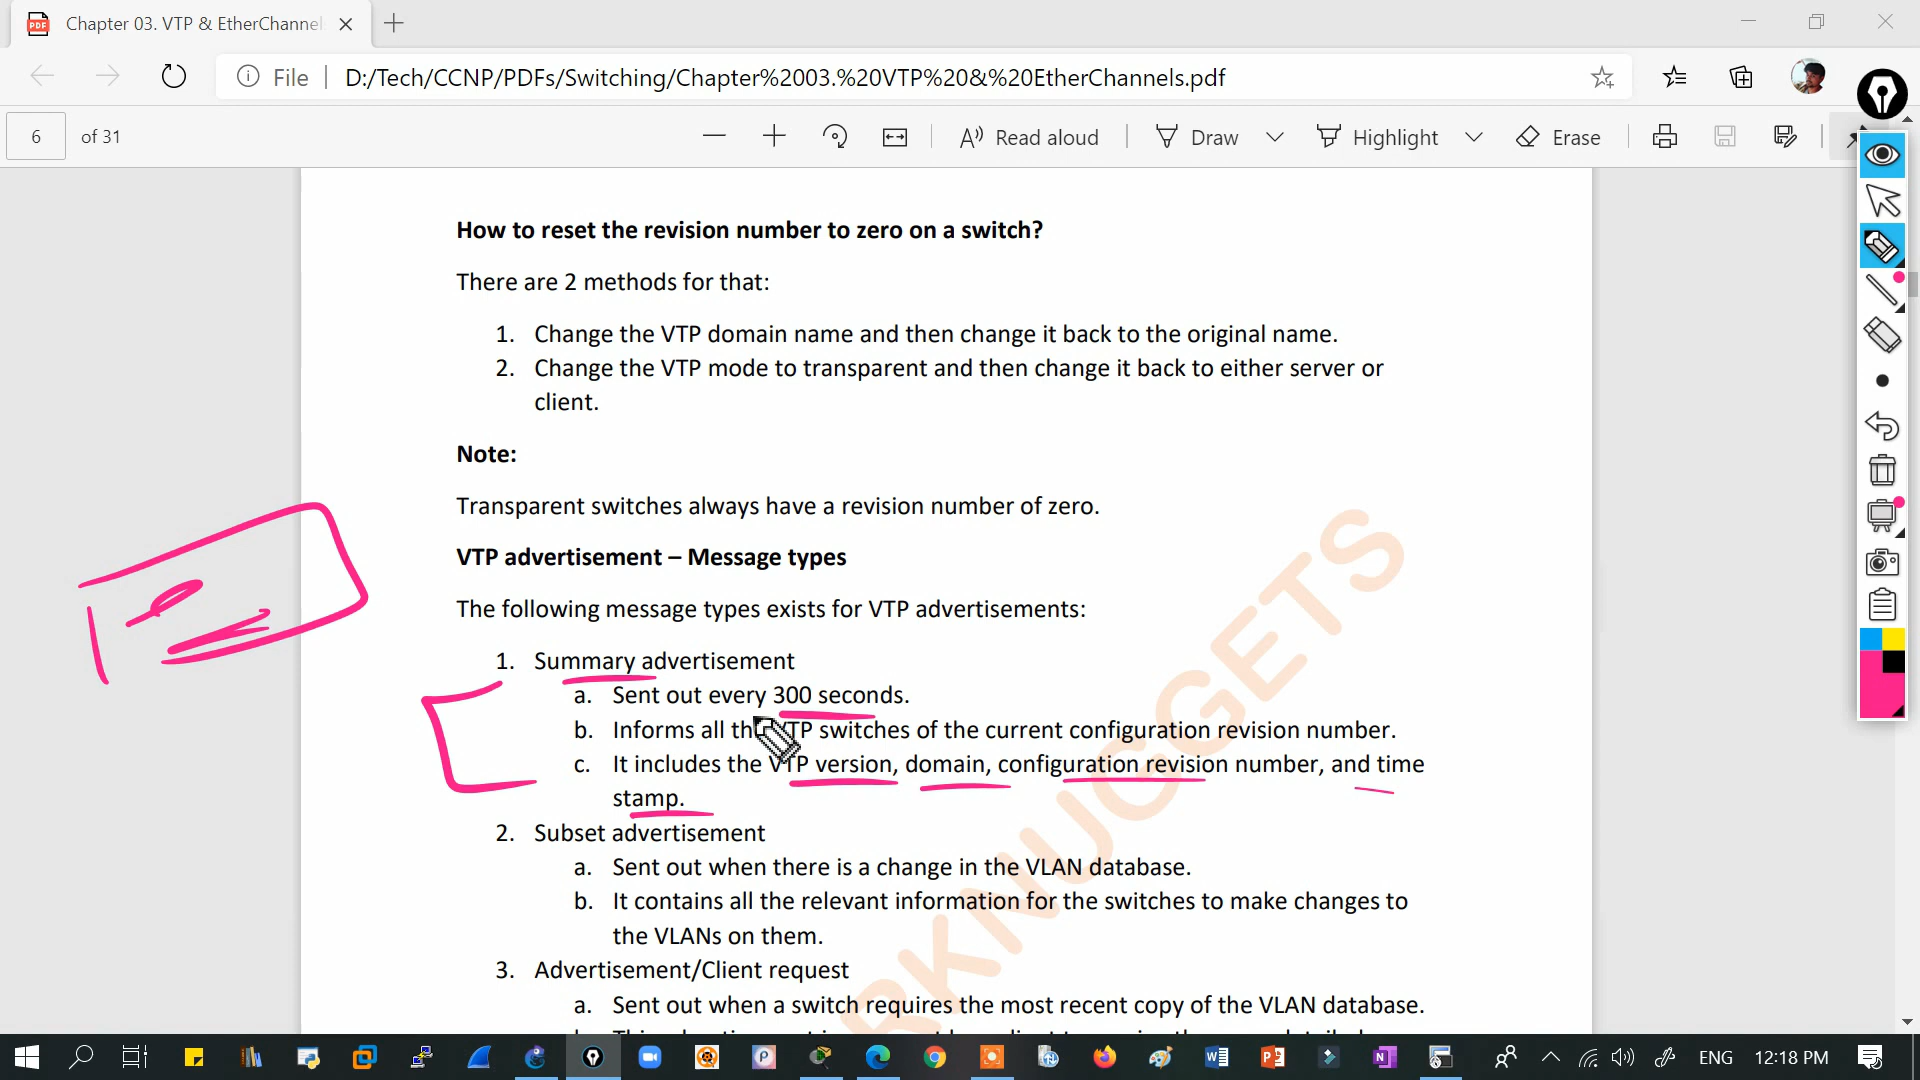 Chapter 03. VTP & EtherChannel
File
D:/Tech/CCNP/PDFs/Switching/Chapter%2003.%20VTP%20&%20EtherChannels.pdf
6 of 31
Read aloud
Draw
Highlight
Erase
How to reset the revision number to zero on a switch?
There are 2 methods for that:
1. Change the VTP domain name and then change it back to the original name.
2. Change the VTP mode to transparent and then change it back to either server or
client.
Note:
Transparent switches always have a revision number of zero.
VTP advertisement – Message types
The following message types exists for VTP advertisements:
1. Summary advertisement
a. Sent out every 300 seconds.
b. Informs all the VTP switches of the current configuration revision number.
c. It includes the VTP version, domain, configuration revision number, and time
stamp.
2. Subset advertisement
a. Sent out when there is a change in the VLAN database.
b. It contains all the relevant information for the switches to make changes to
the VLANs on them.
3. Advertisement/Client request
a. Sent out when a switch requires the most recent copy of the VLAN database.
RKNUGGETS
ENG
12:18 PM